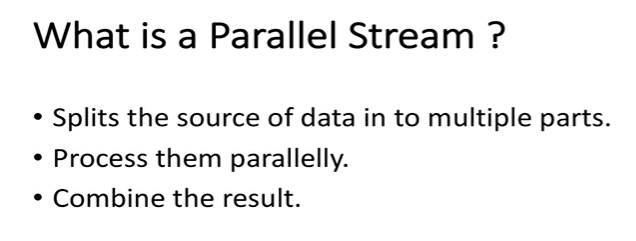 What is a Parallel Stream ?
• Splits the source of data in to multiple parts.
• Process them parallelly.
• Combine the result.